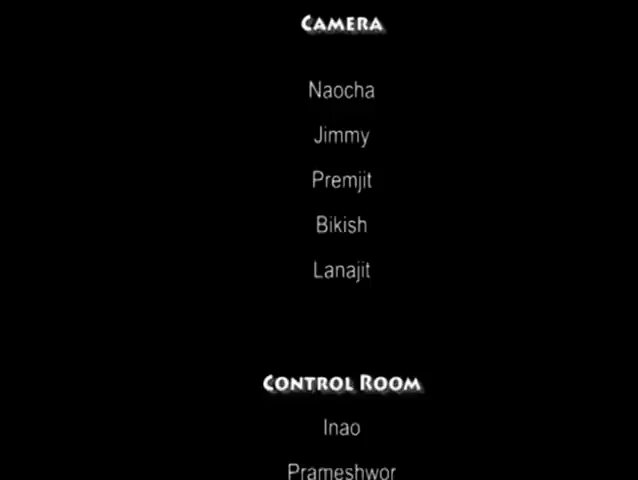 CAMERA
Naocha
Jimmy
Premjit
Bikish
Lanajit
CONTROL ROOM
Inao
Prameshwor